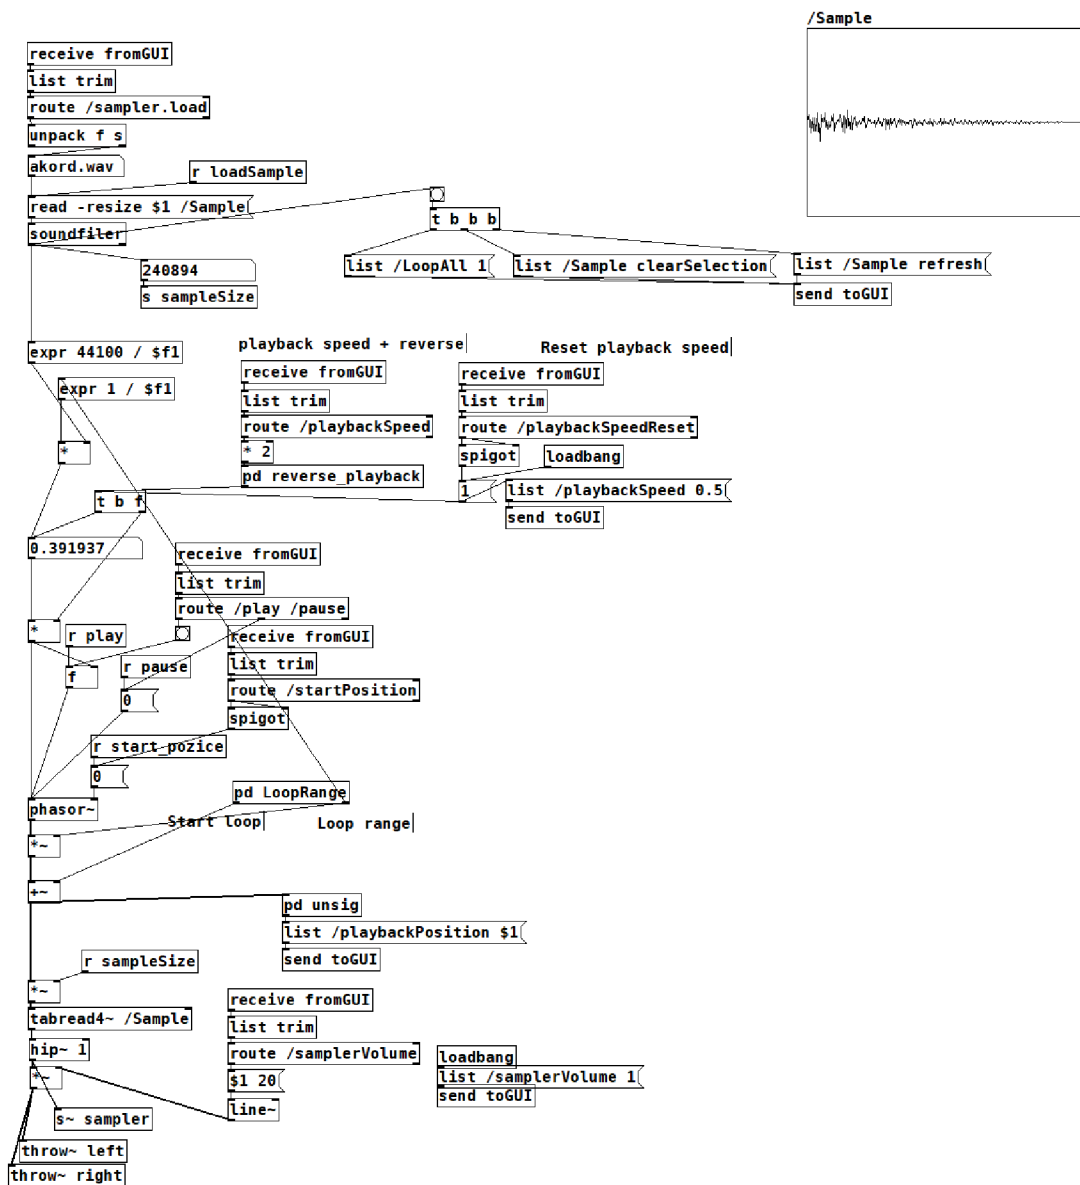 /Sample
receive fromGUI
list trim
route /sampler.load
unpack f s
akord.wav
r loadSample
read -resize $1 /Sample
soundfiler
t b b b
list /LoopAll 1
list /Sample clearSelection
list /Sample refresh
send toGUI
240894
s sampleSize
expr 44100 / $f1
expr 1 / $f1
*
playback speed + reverse
receive fromGUI
list trim
route /playbackSpeed
* 2
pd reverse_playback
Reset playback speed
receive fromGUI
list trim
route /playbackSpeedReset
spigot
loadbang
1
list /playbackSpeed 0.5
send toGUI
t b f
0.391937
*
receive fromGUI
list trim
route /play /pause
r play
f
r pause
0
receive fromGUI
list trim
route /startPosition
spigot
r start_pozice
0
phasor~
pd LoopRange
Start loop
Loop range
*~
+~
pd unsig
list /playbackPosition $1
send toGUI
r sampleSize
*~
tabread4~ /Sample
hip~ 1
*~
s~ sampler
throw~ left
throw~ right
receive fromGUI
list trim
route /samplerVolume
$1 20
line~
loadbang
list /samplerVolume 1
send toGUI